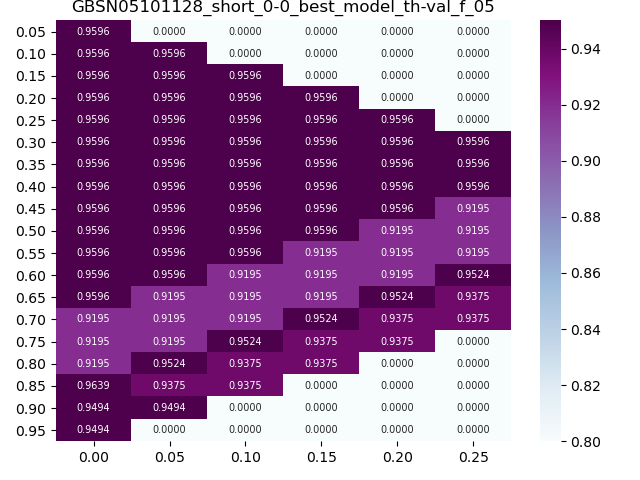 GBSN05101128_short_0-0_best_model_th-val_f_05
0.05 0.9596 0.0000 0.0000 0.0000 0.0000 0.0000
0.10 0.9596 0.9596 0.0000 0.0000 0.0000 0.0000
0.15 0.9596 0.9596 0.9596 0.0000 0.0000 0.0000
0.20 0.9596 0.9596 0.9596 0.9596 0.0000 0.0000
0.25 0.9596 0.9596 0.9596 0.9596 0.9596 0.0000
0.30 0.9596 0.9596 0.9596 0.9596 0.9596 0.9596
0.35 0.9596 0.9596 0.9596 0.9596 0.9596 0.9596
0.40 0.9596 0.9596 0.9596 0.9596 0.9596 0.9596
0.45 0.9596 0.9596 0.9596 0.9596 0.9596 0.9195
0.50 0.9596 0.9596 0.9596 0.9596 0.9195 0.9195
0.55 0.9596 0.9596 0.9596 0.9195 0.9195 0.9195
0.60 0.9596 0.9596 0.9195 0.9195 0.9195 0.9524
0.65 0.9596 0.9195 0.9195 0.9195 0.9524 0.9375
0.70 0.9195 0.9195 0.9195 0.9524 0.9375 0.9375
0.75 0.9195 0.9195 0.9524 0.9375 0.9375 0.0000
0.80 0.9195 0.9524 0.9375 0.9375 0.0000 0.0000
0.85 0.9639 0.9375 0.9375 0.0000 0.0000 0.0000
0.90 0.9494 0.9494 0.0000 0.0000 0.0000 0.0000
0.95 0.9494 0.0000 0.0000 0.0000 0.0000 0.0000
0.00 0.05 0.10 0.15 0.20 0.25
0.94
0.92
0.90
0.88
0.86
0.84
0.82
0.80